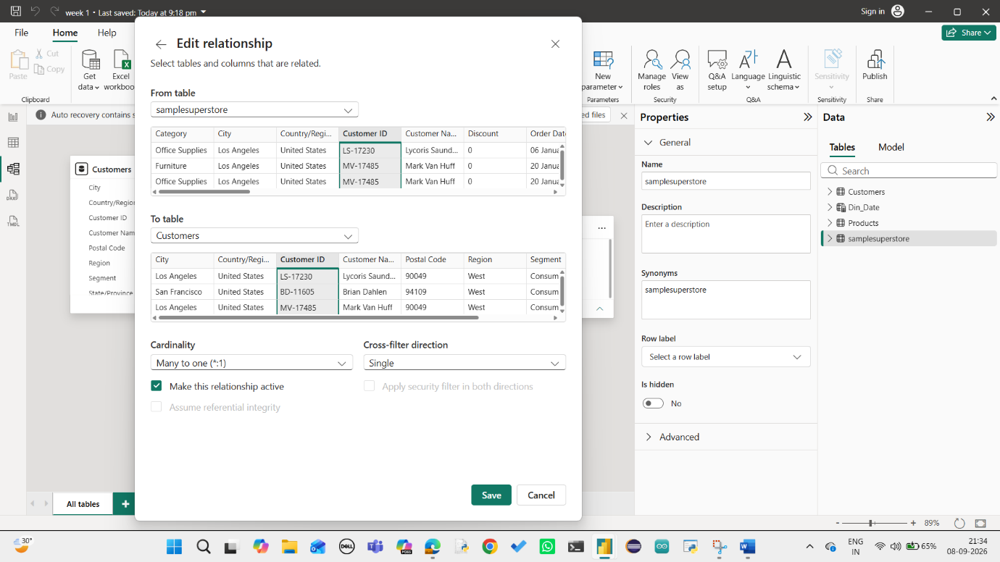 week 1 • Last saved: Today at 9:18 pm
Sign in
File
Home
Help
Share
Paste
Cut
Copy
Clipboard
Get
data
Excel
workboo
New
parameter
Parameters
Manage
roles
View
as
Security
Q&A
setup
Language
Linguistic
schema
Q&A
Sensitivity
Sensitivity
Publish
Share
Auto recovery contains s
ed files
Edit relationship
Select tables and columns that are related.
From table
samplesuperstore
Category City Country/Regi... Customer ID Customer Na... Discount Order Dat
Office Supplies Los Angeles United States LS-17230 Lycoris Saund... 0 06 Janua
Furniture Los Angeles United States MV-17485 Mark Van Huff 0 20 Janua
Office Supplies Los Angeles United States MV-17485 Mark Van Huff 0 20 Janua
To table
Customers
City Country/Regi... Customer ID Customer Na... Postal Code Region Segment
Los Angeles United States LS-17230 Lycoris Saund... 90049 West Consum
San Francisco United States BD-11605 Brian Dahlen 94109 West Consum
Los Angeles United States MV-17485 Mark Van Huff 90049 West Consum
Cardinality
Many to one (*:1)
Cross-filter direction
Single
Make this relationship active
Apply security filter in both directions
Assume referential integrity
Save
Cancel
Customers
City
Country/Region
Customer ID
Customer Nam
Postal Code
Region
Segment
State/Province
DAX
TMDL
All tables
+
Properties
General
Name
samplesuperstore
Description
Enter a description
Synonyms
samplesuperstore
Row label
Select a row label
Is hidden
No
Advanced
Data
Tables
Model
Search
Customers
Din_Date
Products
samplesuperstore
- + 89%
30°
DELL
M365
ENG
IN
65%
21:34
08-09-2026